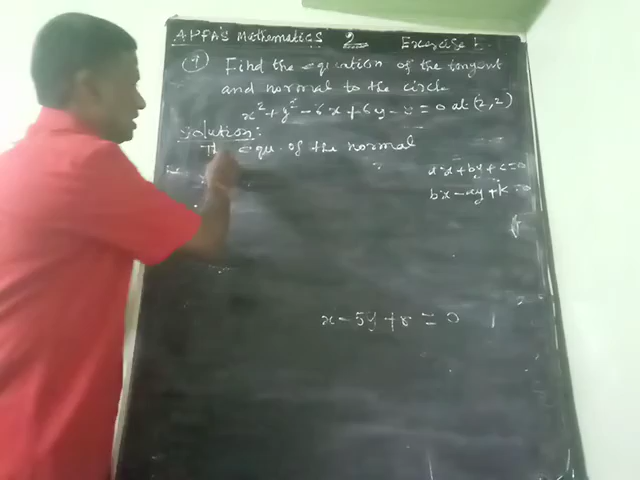 APFA'S Mathematics 2 Exercise 1
(9) Find the equation of the tangent
and normal to the circle
x² + y² - 6x + 6y - 8 = 0 at (2,2)
Solution:
Th equ. of the normal
ax + by + c = 0
bx - ay + k = 0
x - 5y + 8 = 0